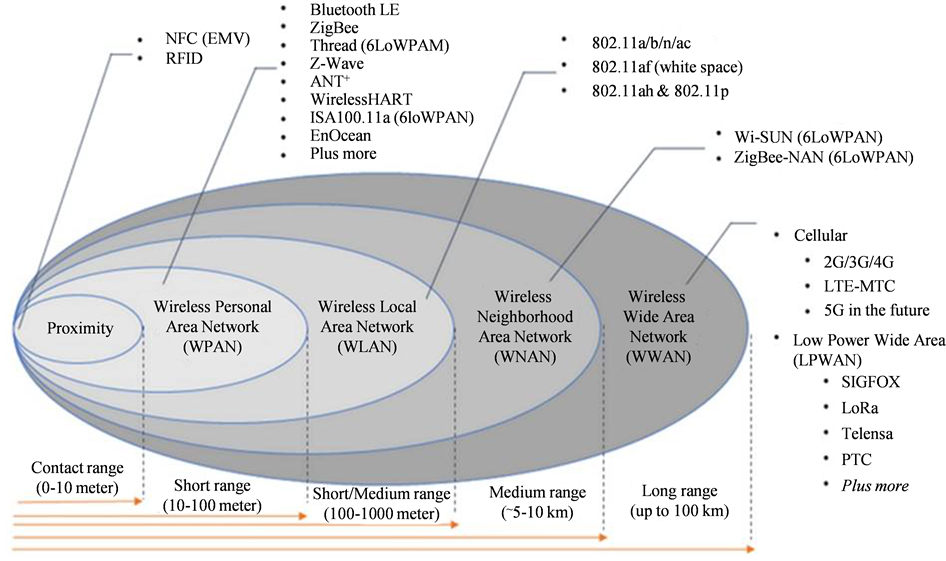 • NFC (EMV)
• RFID
• Bluetooth LE
• ZigBee
• Thread (6LoWPAM)
• Z-Wave
• ANT⁺
• WirelessHART
• ISA100.11a (6loWPAN)
• EnOcean
• Plus more
• 802.11a/b/n/ac
• 802.11af (white space)
• 802.11ah & 802.11p
• Wi-SUN (6LoWPAN)
• ZigBee-NAN (6LoWPAN)
• Cellular
• 2G/3G/4G
• LTE-MTC
• 5G in the future
• Low Power Wide Area
(LPWAN)
• SIGFOX
• LoRa
• Telensa
• PTC
• Plus more
Proximity
Wireless Personal
Area Network
(WPAN)
Wireless Local
Area Network
(WLAN)
Wireless
Neighborhood
Area Network
(WNAN)
Wireless
Wide Area
Network
(WWAN)
Contact range
(0-10 meter)
Short range
(10-100 meter)
Short/Medium range
(100-1000 meter)
Medium range
(~5-10 km)
Long range
(up to 100 km)